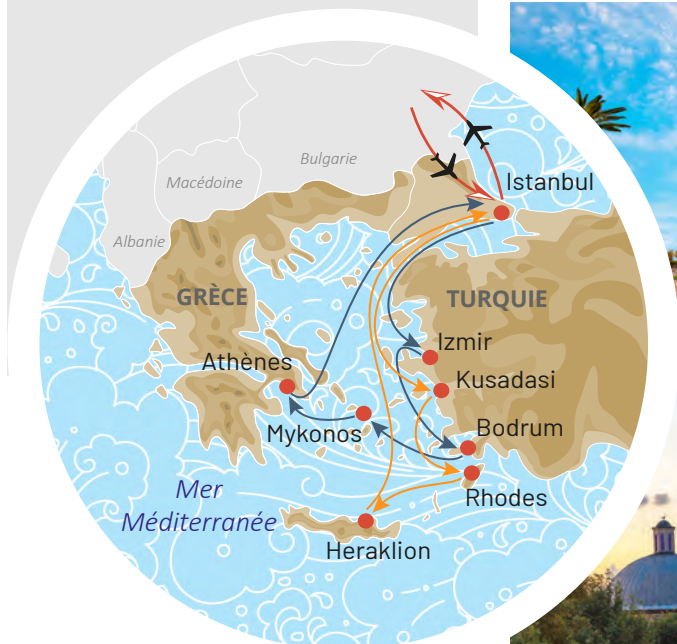 Bulgarie
Istanbul
Macédoine
Albanie
GRÈCE
TURQUIE
Izmir
Athènes
Kusadasi
Mykonos
Bodrum
Mer
Méditerranée
Rhodes
Heraklion